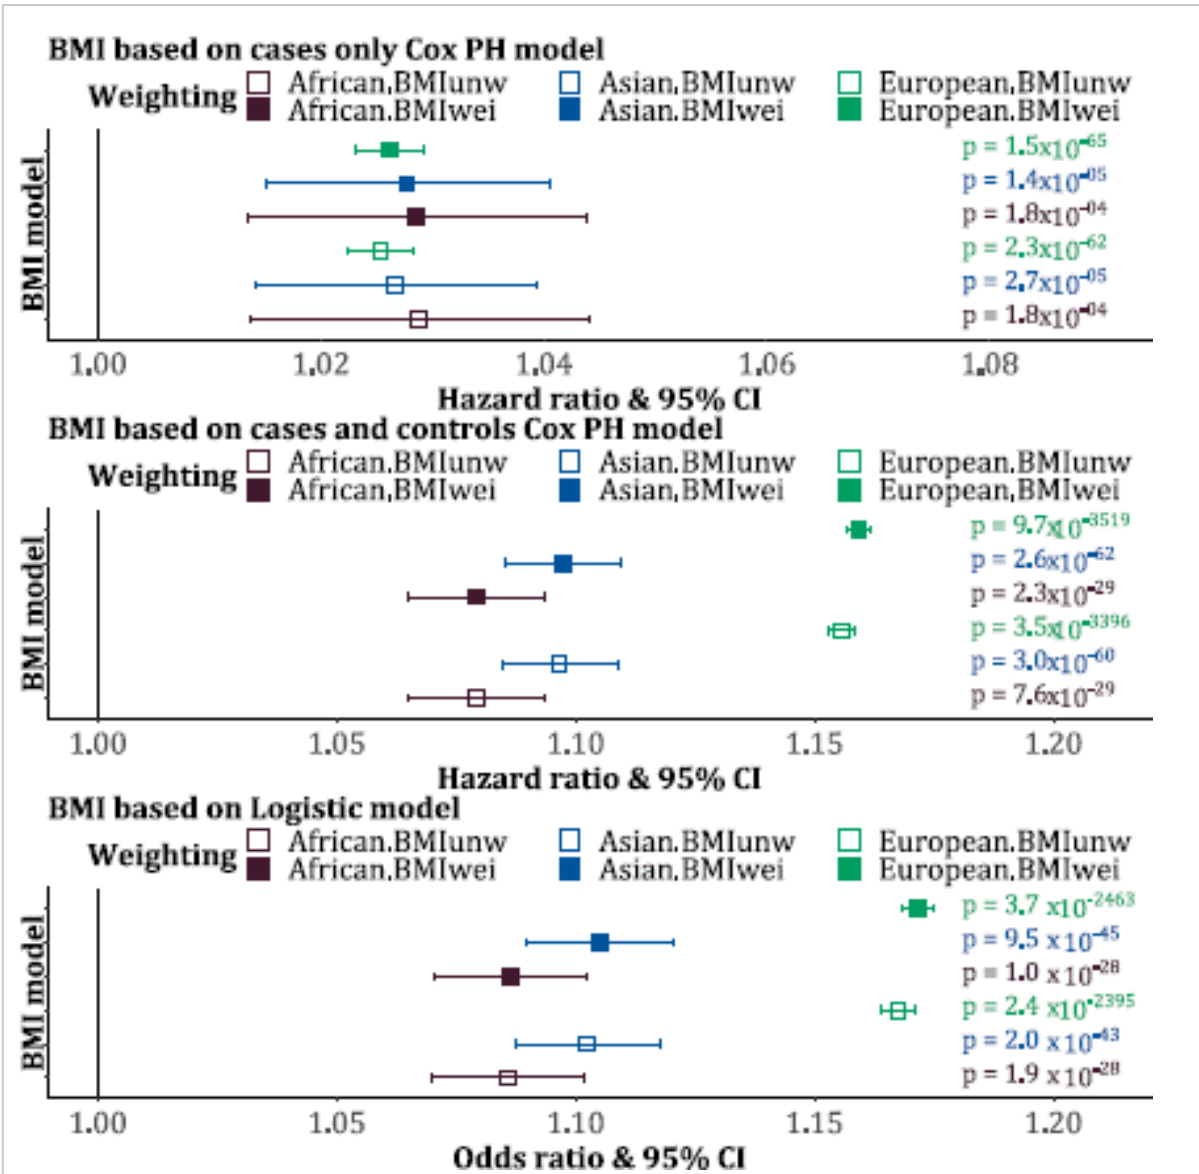 BMI based on cases only Cox PH model
Weighting
African.BMIunw Asian.BMIunw European.BMIunw
African.BMIwei Asian.BMIwei European.BMIwei
BMI model
p = 1.5x10-65
p = 1.4x10-05
p = 1.8x10-04
p = 2.3x10-62
p = 2.7x10-05
p = 1.8x10-04
1.00 1.02 1.04 1.06 1.08
Hazard ratio & 95% CI
BMI based on cases and controls Cox PH model
Weighting
African.BMIunw Asian.BMIunw European.BMIunw
African.BMIwei Asian.BMIwei European.BMIwei
BMI model
p = 9.7x10-3519
p = 2.6x10-62
p = 2.3x10-29
p = 3.5x10-3396
p = 3.0x10-60
p = 7.6x10-29
1.00 1.05 1.10 1.15 1.20
Hazard ratio & 95% CI
BMI based on Logistic model
Weighting
African.BMIunw Asian.BMIunw European.BMIunw
African.BMIwei Asian.BMIwei European.BMIwei
BMI model
p = 3.7 x10-2463
p = 9.5 x10-45
p = 1.0 x10-28
p = 2.4 x10-2395
p = 2.0 x10-43
p = 1.9 x10-28
1.00 1.05 1.10 1.15 1.20
Odds ratio & 95% CI